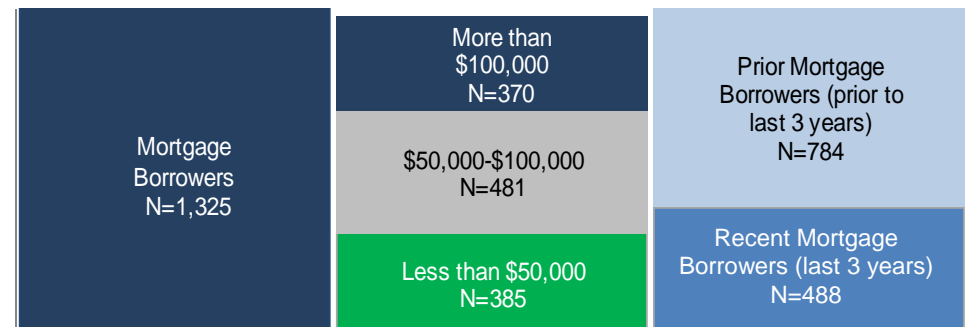 Mortgage
Borrowers
N=1,325
More than
$100,000
N=370
$50,000-$100,000
N=481
Less than $50,000
N=385
Prior Mortgage
Borrowers (prior to
last 3 years)
N=784
Recent Mortgage
Borrowers (last 3 years)
N=488